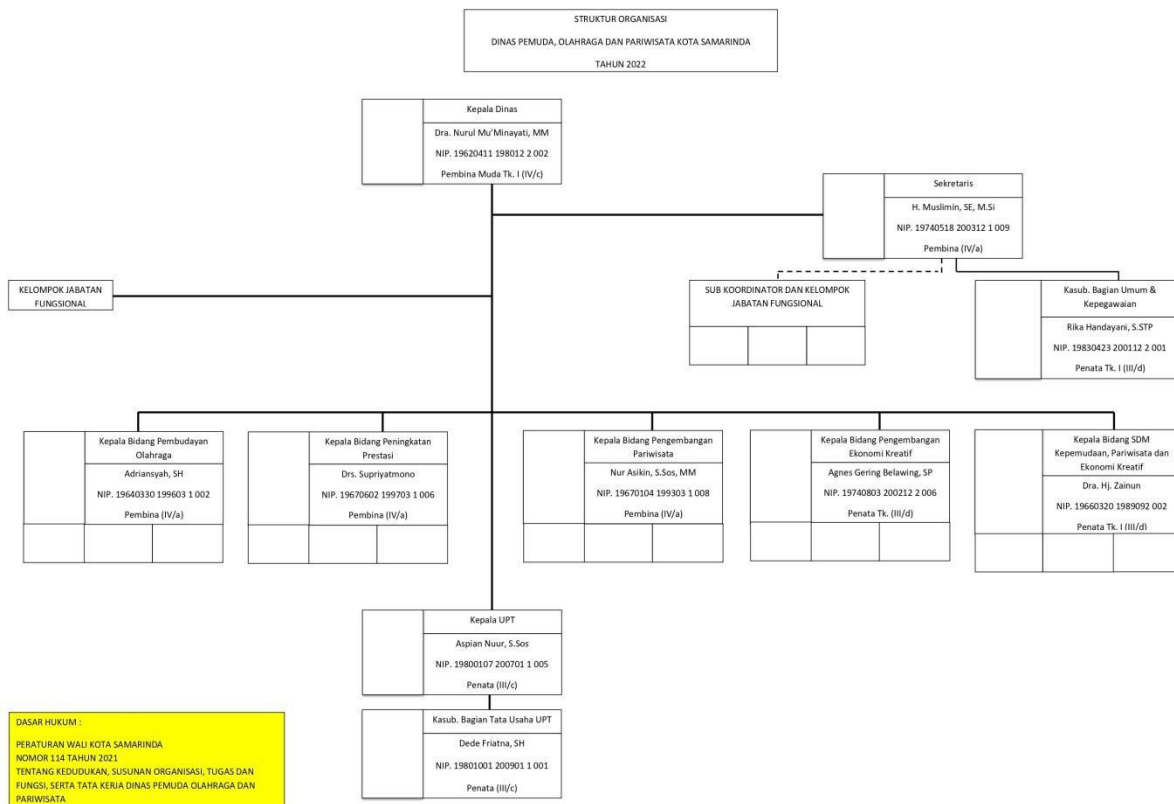 STRUKTUR ORGANISASI
DINAS PEMUDA, OLAHRAGA DAN PARIWISATA KOTA SAMARINDA
TAHUN 2022
Kepala Dinas
Dra. Nurul Mu'Minayati, MM
NIP. 19620411 198012 2 002
Pembina Muda Tk. I (IV/c)
Sekretaris
H. Muslimin, SE, M.Si
NIP. 19740518 200312 1 009
Pembina (IV/a)
KELOMPOK JABATAN
FUNGSIONAL
SUB KOORDINATOR DAN KELOMPOK
JABATAN FUNGSIONAL
Kasub. Bagian Umum &
Kepegawaian
Rika Handayani, S.STP
NIP. 19830423 200112 2 001
Penata Tk. I (III/d)
Kepala Bidang Pembudayan
Olahraga
Adriansyah, SH
NIP. 19640330 199603 1 002
Pembina (IV/a)
Kepala Bidang Peningkatan
Prestasi
Drs. Supriyatmono
NIP. 19670602 199703 1 006
Pembina (IV/a)
Kepala Bidang Pengembangan
Pariwisata
Nur Asikin, S.Sos, MM
NIP. 19670104 199303 1 008
Pembina (IV/a)
Kepala Bidang Pengembangan
Ekonomi Kreatif
Agnes Gering Belawing, SP
NIP. 19740803 200212 2 006
Penata Tk. (III/d)
Kepala Bidang SDM
Kepemudaan, Pariwisata dan
Ekonomi Kreatif
Dra. Hj. Zainun
NIP. 19660320 1989092 002
Penata Tk. I (III/d)
Kepala UPT
Aspian Nuur, S.Sos
NIP. 19800107 200701 1 005
Penata (III/c)
Kasub. Bagian Tata Usaha UPT
Dede Friatna, SH
NIP. 19801001 200901 1 001
Penata (III/c)
DASAR HUKUM :
PERATURAN WALI KOTA SAMARINDA
NOMOR 114 TAHUN 2021
TENTANG KEDUDUKAN, SUSUNAN ORGANISASI, TUGAS DAN
FUNGSI, SERTA TATA KERJA DINAS PEMUDA OLAHRAGA DAN
PARIWISATA